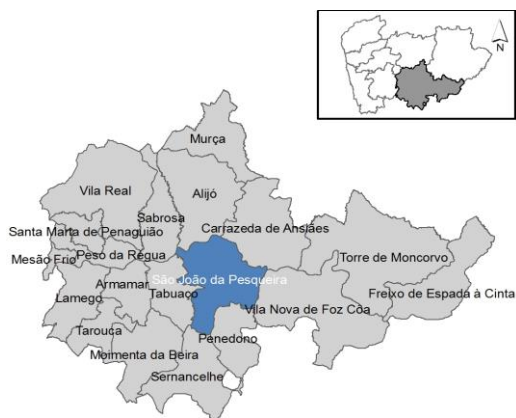 N
Murça
Vila Real
Alijó
Sabrosa
Carrazeda de Ansiães
Santa Marta de Penaguião
Mesão Frio
Peso da Régua
Torre de Moncorvo
São João da Pesqueira
Armamar
Tabuaço
Freixo de Espada à Cinta
Lamego
Vila Nova de Foz Côa
Tarouca
Penedono
Moimenta da Beira
Sernancelhe